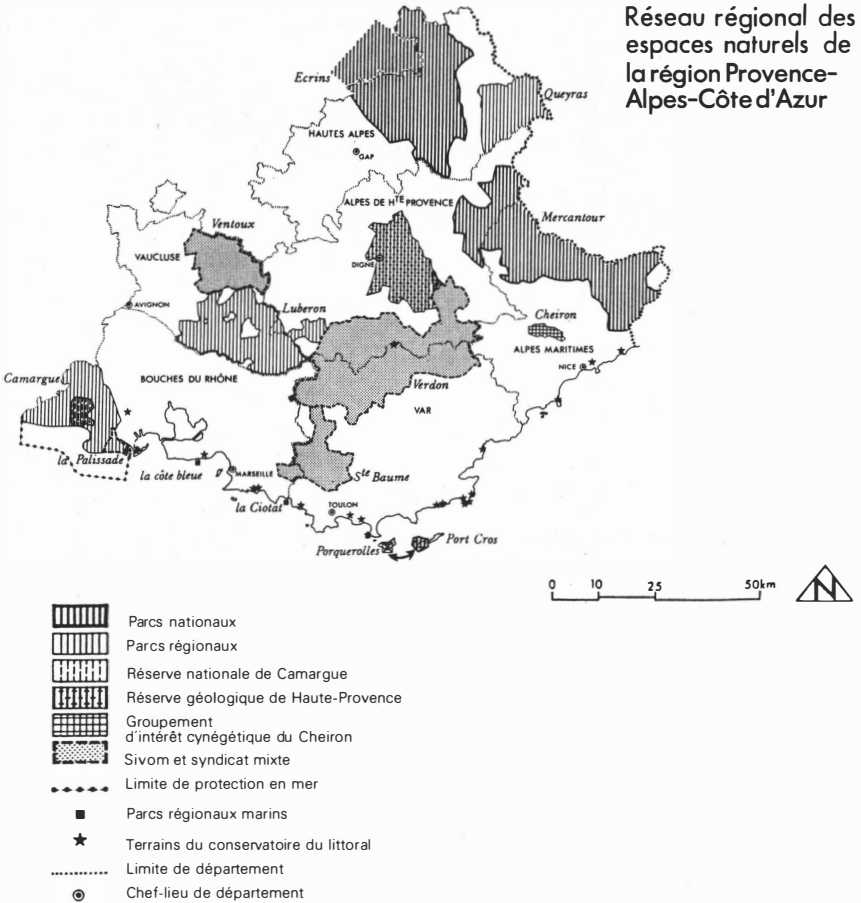 Réseau régional des
espaces naturels de
la région Provence-
Alpes-Côte d'Azur
Ecrins
Queyras
HAUTES ALPES
GAP
ALPES DE HTE PROVENCE
Mercantour
Ventoux
VAUCLUSE
DIGNE
AVIGNON
Luberon
Cheiron
ALPES MARITIMES
NICE
Camargue
BOUCHES DU RHÔNE
Verdon
VAR
la Palissade
la côte bleue
MARSEILLE
Ste Baume
la Ciotat
TOULON
Porquerolles
Port Cros
0 10 25 50km
N
Parcs nationaux
Parcs régionaux
Réserve nationale de Camargue
Réserve géologique de Haute-Provence
Groupement
d'intérêt cynégétique du Cheiron
Sivom et syndicat mixte
Limite de protection en mer
Parcs régionaux marins
Terrains du conservatoire du littoral
Limite de département
Chef-lieu de département